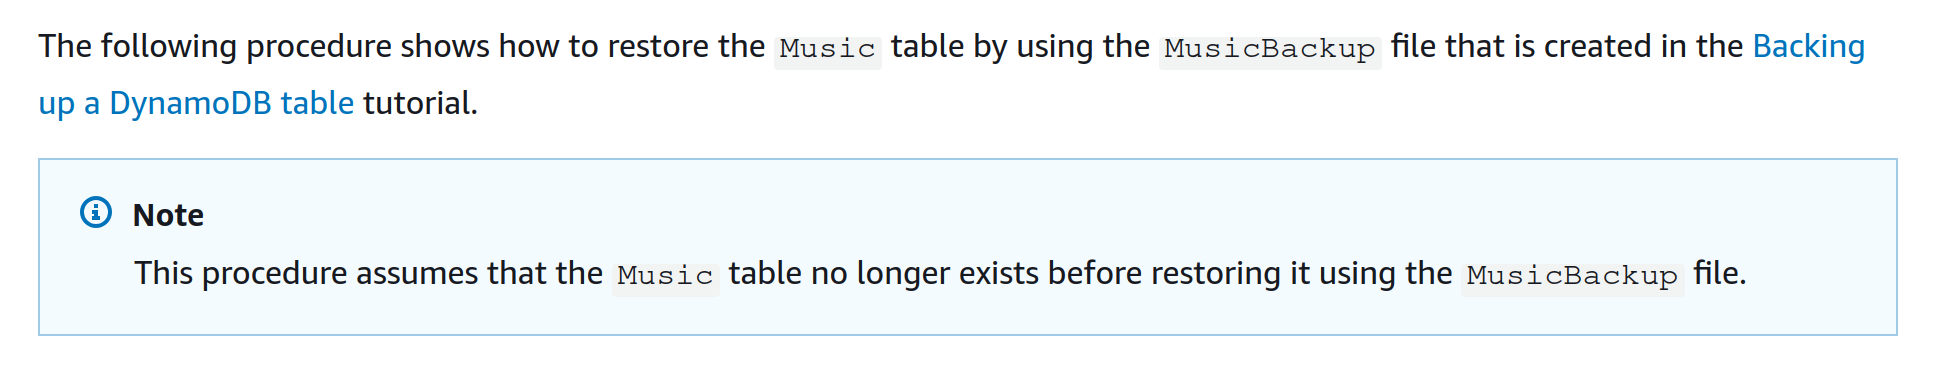 The following procedure shows how to restore the Music table by using the MusicBackup file that is created in the Backing
up a DynamoDB table tutorial.
Note
This procedure assumes that the Music table no longer exists before restoring it using the MusicBackup file.